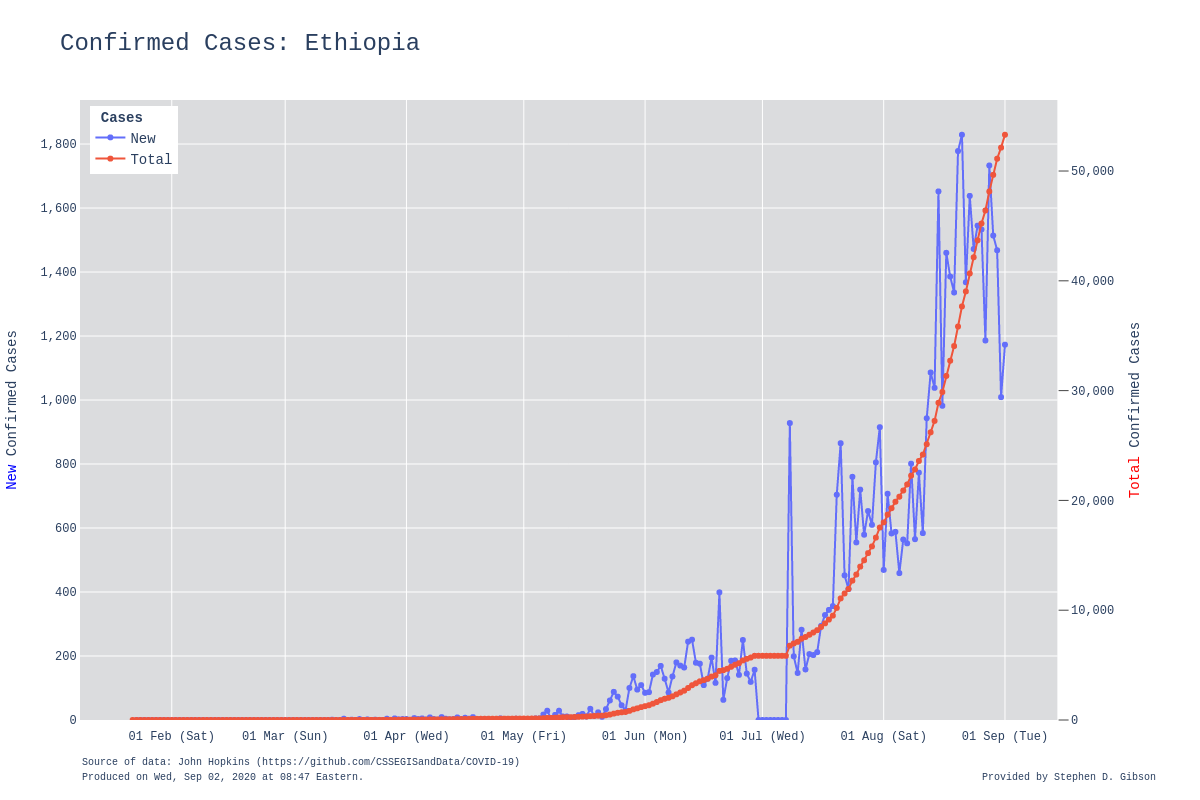 Confirmed Cases: Ethiopia
Cases
New
Total
1,800
1,600
1,400
1,200
1,000
800
600
400
200
0
New Confirmed Cases
50,000
40,000
30,000
20,000
10,000
0
Total Confirmed Cases
01 Feb (Sat) 01 Mar (Sun) 01 Apr (Wed) 01 May (Fri) 01 Jun (Mon) 01 Jul (Wed) 01 Aug (Sat) 01 Sep (Tue)
Source of data: John Hopkins (https://github.com/CSSEGISandData/COVID-19)
Produced on Wed, Sep 02, 2020 at 08:47 Eastern.
Provided by Stephen D. Gibson